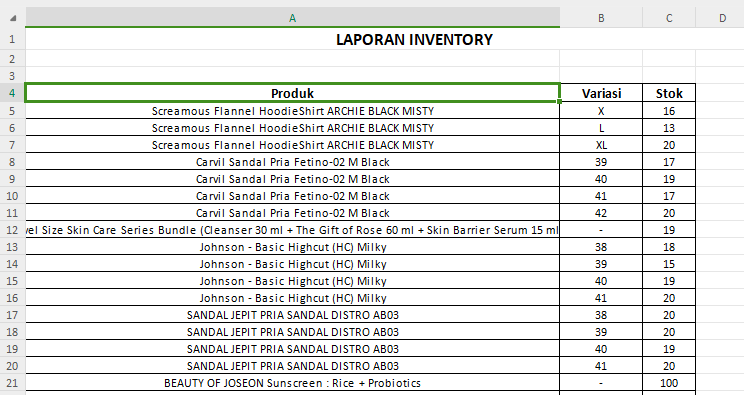 A B C D
1 LAPORAN INVENTORY
2
3
4 Produk Variasi Stok
5 Screamous Flannel HoodieShirt ARCHIE BLACK MISTY X 16
6 Screamous Flannel HoodieShirt ARCHIE BLACK MISTY L 13
7 Screamous Flannel HoodieShirt ARCHIE BLACK MISTY XL 20
8 Carvil Sandal Pria Fetino-02 M Black 39 17
9 Carvil Sandal Pria Fetino-02 M Black 40 19
10 Carvil Sandal Pria Fetino-02 M Black 41 17
11 Carvil Sandal Pria Fetino-02 M Black 42 20
12 vel Size Skin Care Series Bundle (Cleanser 30 ml + The Gift of Rose 60 ml + Skin Barrier Serum 15 ml - 19
13 Johnson - Basic Highcut (HC) Milky 38 18
14 Johnson - Basic Highcut (HC) Milky 39 15
15 Johnson - Basic Highcut (HC) Milky 40 19
16 Johnson - Basic Highcut (HC) Milky 41 20
17 SANDAL JEPIT PRIA SANDAL DISTRO AB03 38 20
18 SANDAL JEPIT PRIA SANDAL DISTRO AB03 39 20
19 SANDAL JEPIT PRIA SANDAL DISTRO AB03 40 19
20 SANDAL JEPIT PRIA SANDAL DISTRO AB03 41 20
21 BEAUTY OF JOSEON Sunscreen : Rice + Probiotics - 100